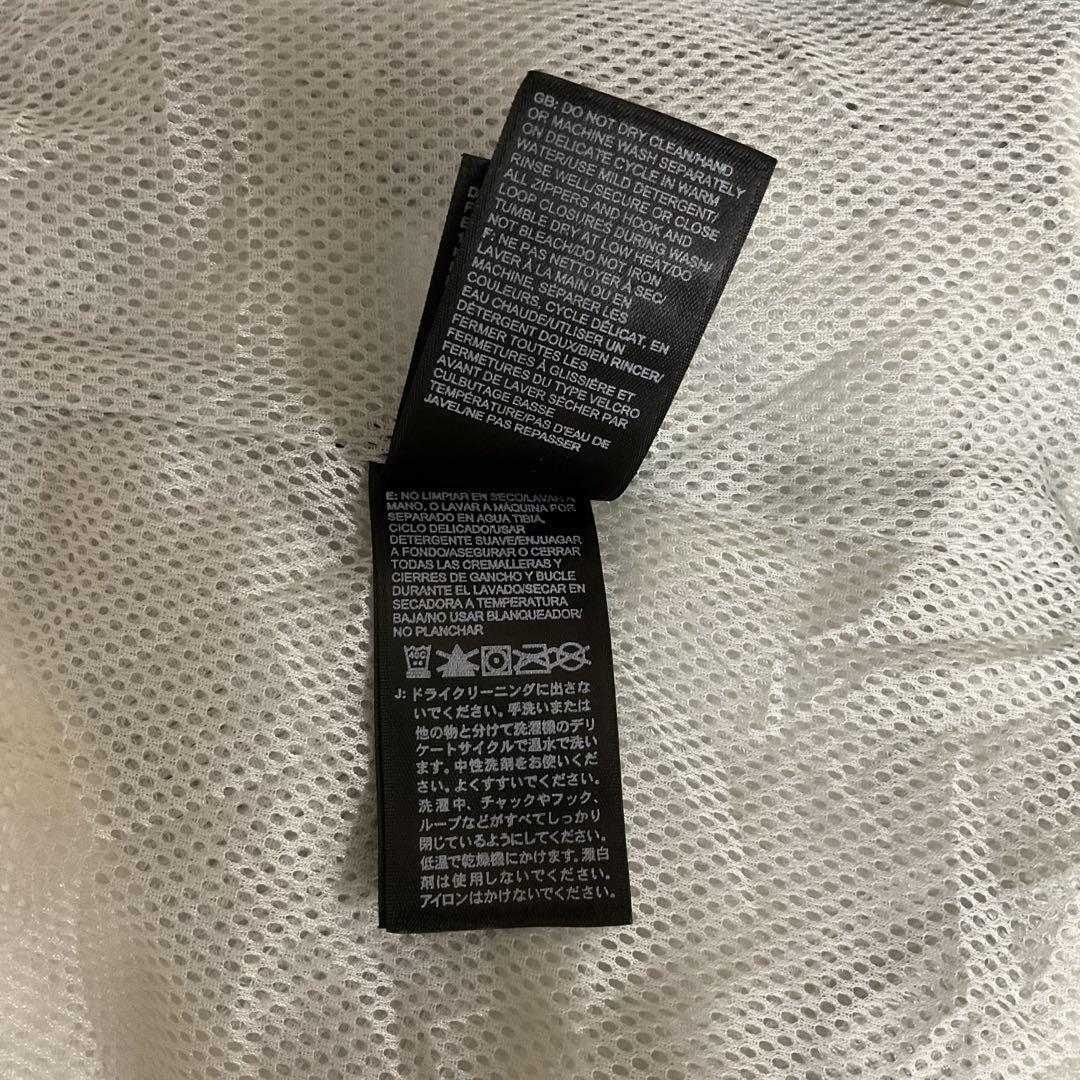 GB: DO NOT DRY CLEAN/HAND
OR MACHINE WASH SEPARATELY
ON DELICATE CYCLE IN WARM
WATER/USE MILD DETERGENT/
RINSE WELL/SECURE OR CLOSE
ALL ZIPPERS AND HOOK AND
LOOP CLOSURES DURING WASH/
TUMBLE DRY AT LOW HEAT/DO
NOT BLEACH/DO NOT IRON
F: NE PAS NETTOYER À SEC/
LAVER À LA MAIN OU EN
MACHINE, SÉPARER LES
COULEURS, CYCLE DÉLICAT, EN
EAU CHAUDE/UTLISER UN
DÉTERGENT DOUX/BIEN RINCER/
FERMER TOUTES LES
FERMETURES À GLISSIÈRE ET
FERMETURES DU TYPE VELCRO
AVANT DE LAVER SÉCHER PAR
CULBUTAGE BASSE
TEMPÉRATURE/PAS D'EAU DE
JAVEL/NE PAS REPASSER
E: NO LIMPIAR EN SECO/LAVAR A
MANO, O LAVAR A MÁQUINA POR
SEPARADO EN AGUA TIBIA,
CICLO DELICADO/USAR
DETERGENTE SUAVE/ENJUAGAR
A FONDO/ASEGURAR O CERRAR
TODAS LAS CREMALLERAS Y
CIERRES DE GANCHO Y BUCLE
DURANTE EL LAVADO/SECAR EN
SECADORA A TEMPERATURA
BAJA/NO USAR BLANQUEADOR/
NO PLANCHAR
40C
J: ドライクリーニングに出さな
いでください。手洗いまたは
他の物と分けて洗濯機のデリ
ケートサイクルで温水で洗い
ます。中性洗剤をお使いくだ
さい。よくすすいでください。
洗濯中、チャックやフック、
ループなどがすべてしっかり
閉じているようにしてください。
低温で乾燥機にかけます。漂白
剤は使用しないでください。
アイロンはかけないでください。